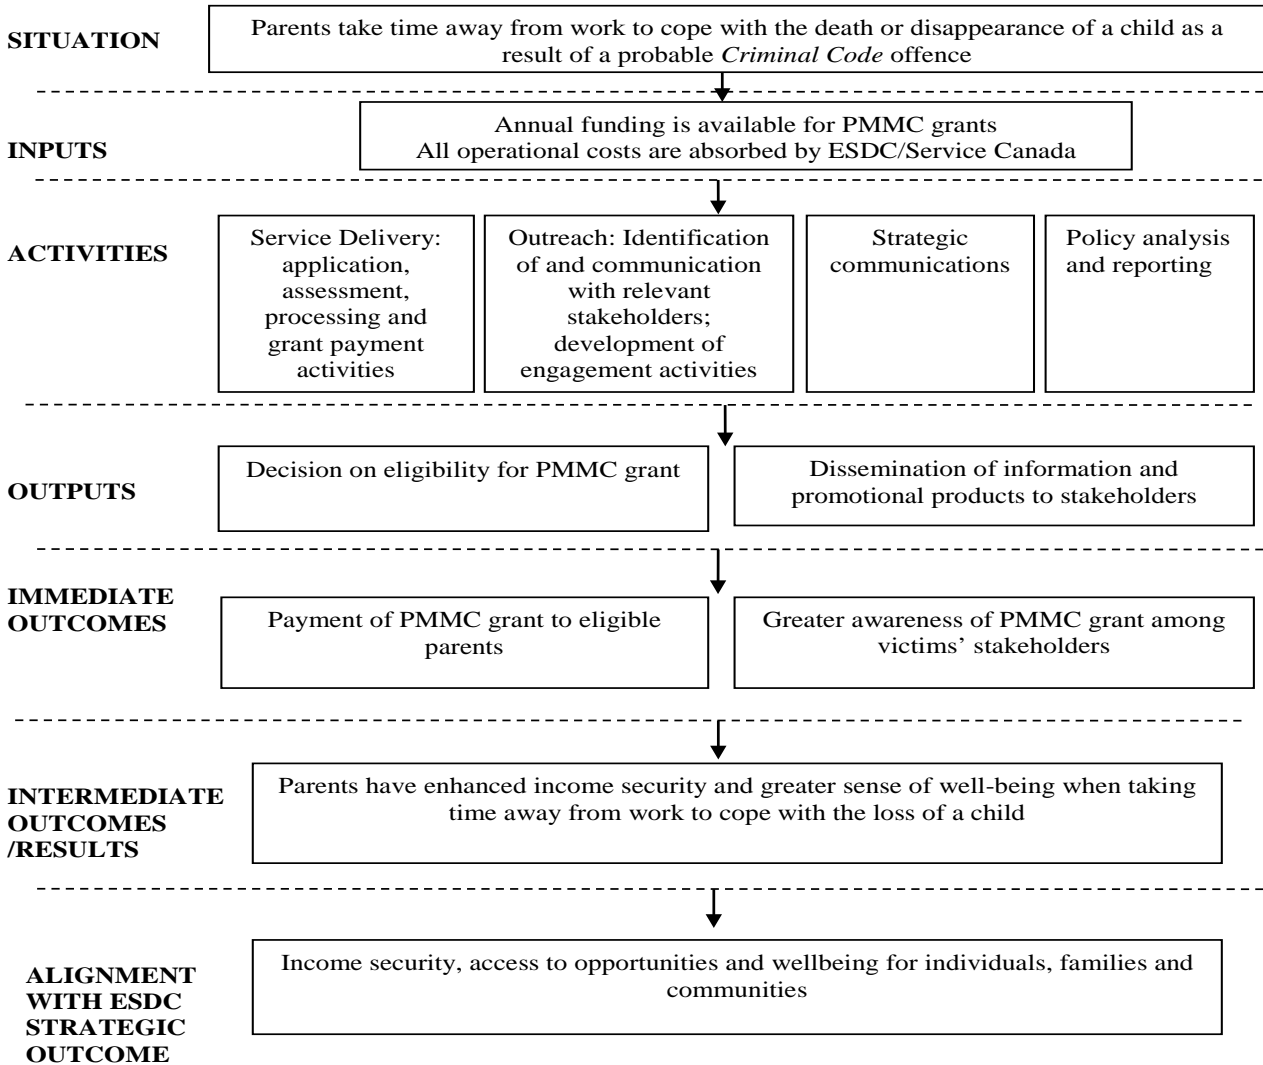 SITUATION
Parents take time away from work to cope with the death or disappearance of a child as a
result of a probable Criminal Code offence
INPUTS
Annual funding is available for PMMC grants
All operational costs are absorbed by ESDC/Service Canada
ACTIVITIES
Service Delivery:
application,
assessment,
processing and
grant payment
activities
Outreach: Identification
of and communication
with relevant
stakeholders;
development of
engagement activities
Strategic
communications
Policy analysis
and reporting
OUTPUTS
Decision on eligibility for PMMC grant
Dissemination of information and
promotional products to stakeholders
IMMEDIATE
OUTCOMES
Payment of PMMC grant to eligible
parents
Greater awareness of PMMC grant among
victims’ stakeholders
INTERMEDIATE
OUTCOMES
/RESULTS
Parents have enhanced income security and greater sense of well-being when taking
time away from work to cope with the loss of a child
ALIGNMENT
WITH ESDC
STRATEGIC
OUTCOME
Income security, access to opportunities and wellbeing for individuals, families and
communities